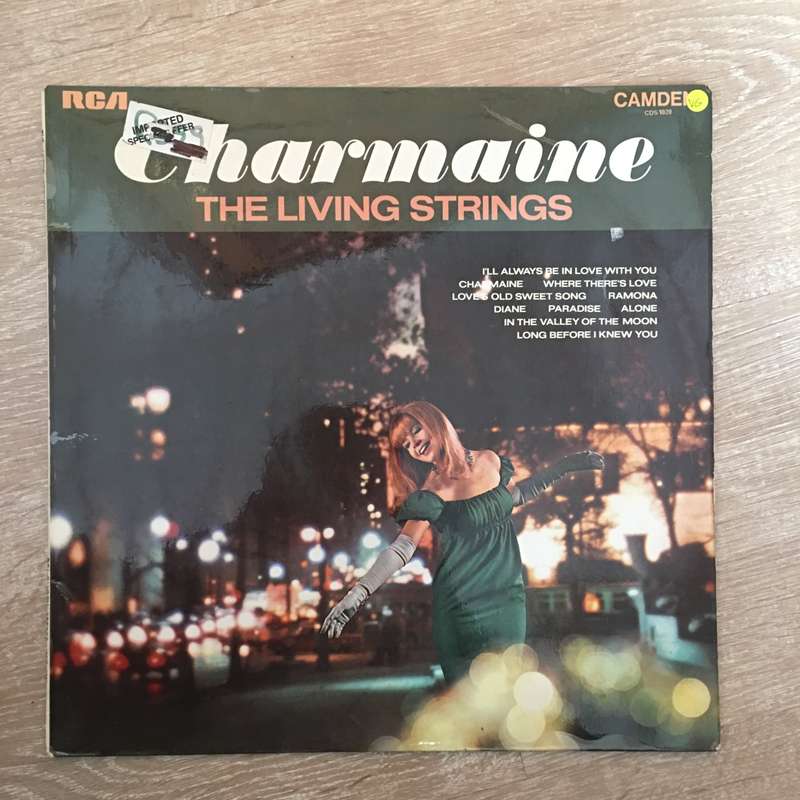 RCA
CAMDEN
VG
CDS 1039
IMPORTED
SPECIAL OFFER
Charmaine
THE LIVING STRINGS
I'LL ALWAYS BE IN LOVE WITH YOU
CHARMAINE WHERE THERE'S LOVE
LOVE'S OLD SWEET SONG RAMONA
DIANE PARADISE ALONE
IN THE VALLEY OF THE MOON
LONG BEFORE I KNEW YOU